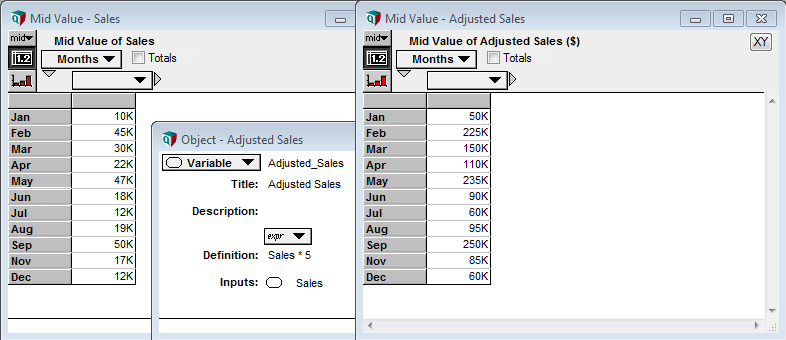 Mid Value - Sales
mid
Mid Value of Sales
1.2
Months
Totals
Jan 10K
Feb 45K
Mar 30K
Apr 22K
May 47K
Jun 18K
Jul 12K
Aug 19K
Sep 50K
Nov 17K
Dec 12K
Object - Adjusted Sales
Variable Adjusted_Sales
Title: Adjusted Sales
Description:
expr
Definition: Sales * 5
Inputs: Sales
Mid Value - Adjusted Sales
mid
Mid Value of Adjusted Sales ($)
XY
1.2
Months
Totals
Jan 50K
Feb 225K
Mar 150K
Apr 110K
May 235K
Jun 90K
Jul 60K
Aug 95K
Sep 250K
Nov 85K
Dec 60K